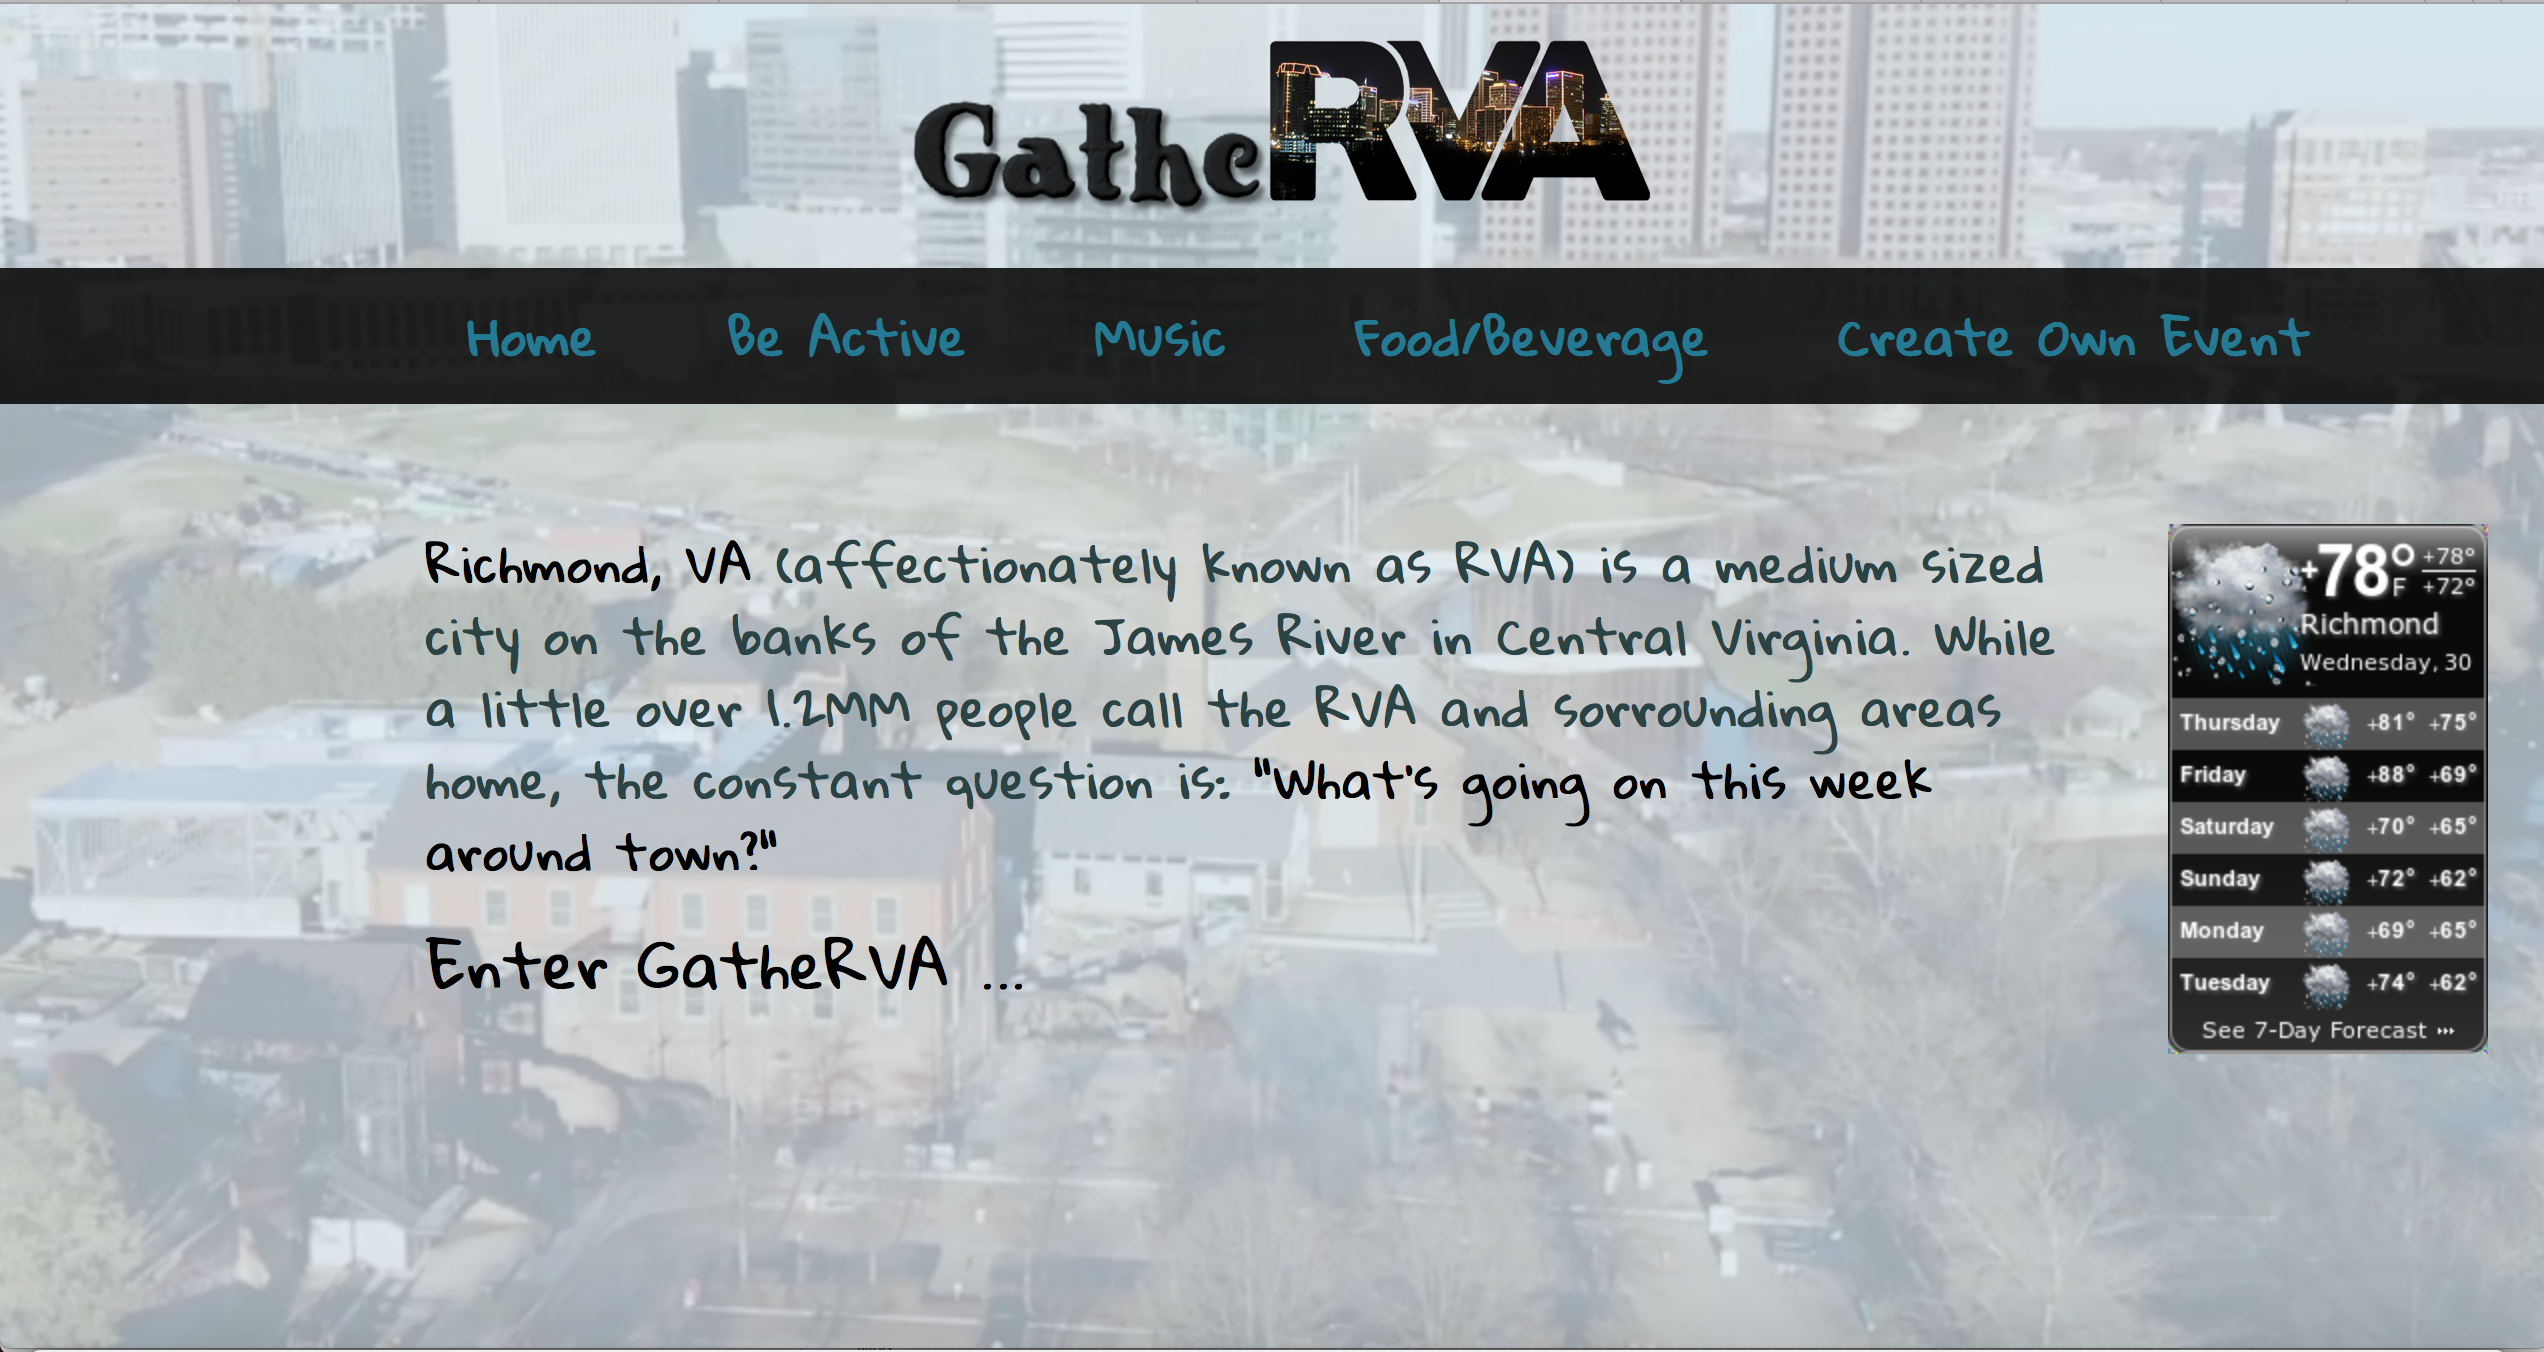 GatheRVA
Home Be Active Music Food/Beverage Create Own Event
Richmond, VA (affectionately known as RVA) is a medium sized
city on the banks of the James River in Central Virginia. While
a little over 1.2MM people call the RVA and sorrounding areas
home, the constant question is: "What's going on this week
around town?"
Enter GatheRVA ...
+78° F +78° +72°
Richmond
Wednesday, 30
Thursday +81° +75°
Friday +88° +69°
Saturday +70° +65°
Sunday +72° +62°
Monday +69° +65°
Tuesday +74° +62°
See 7-Day Forecast